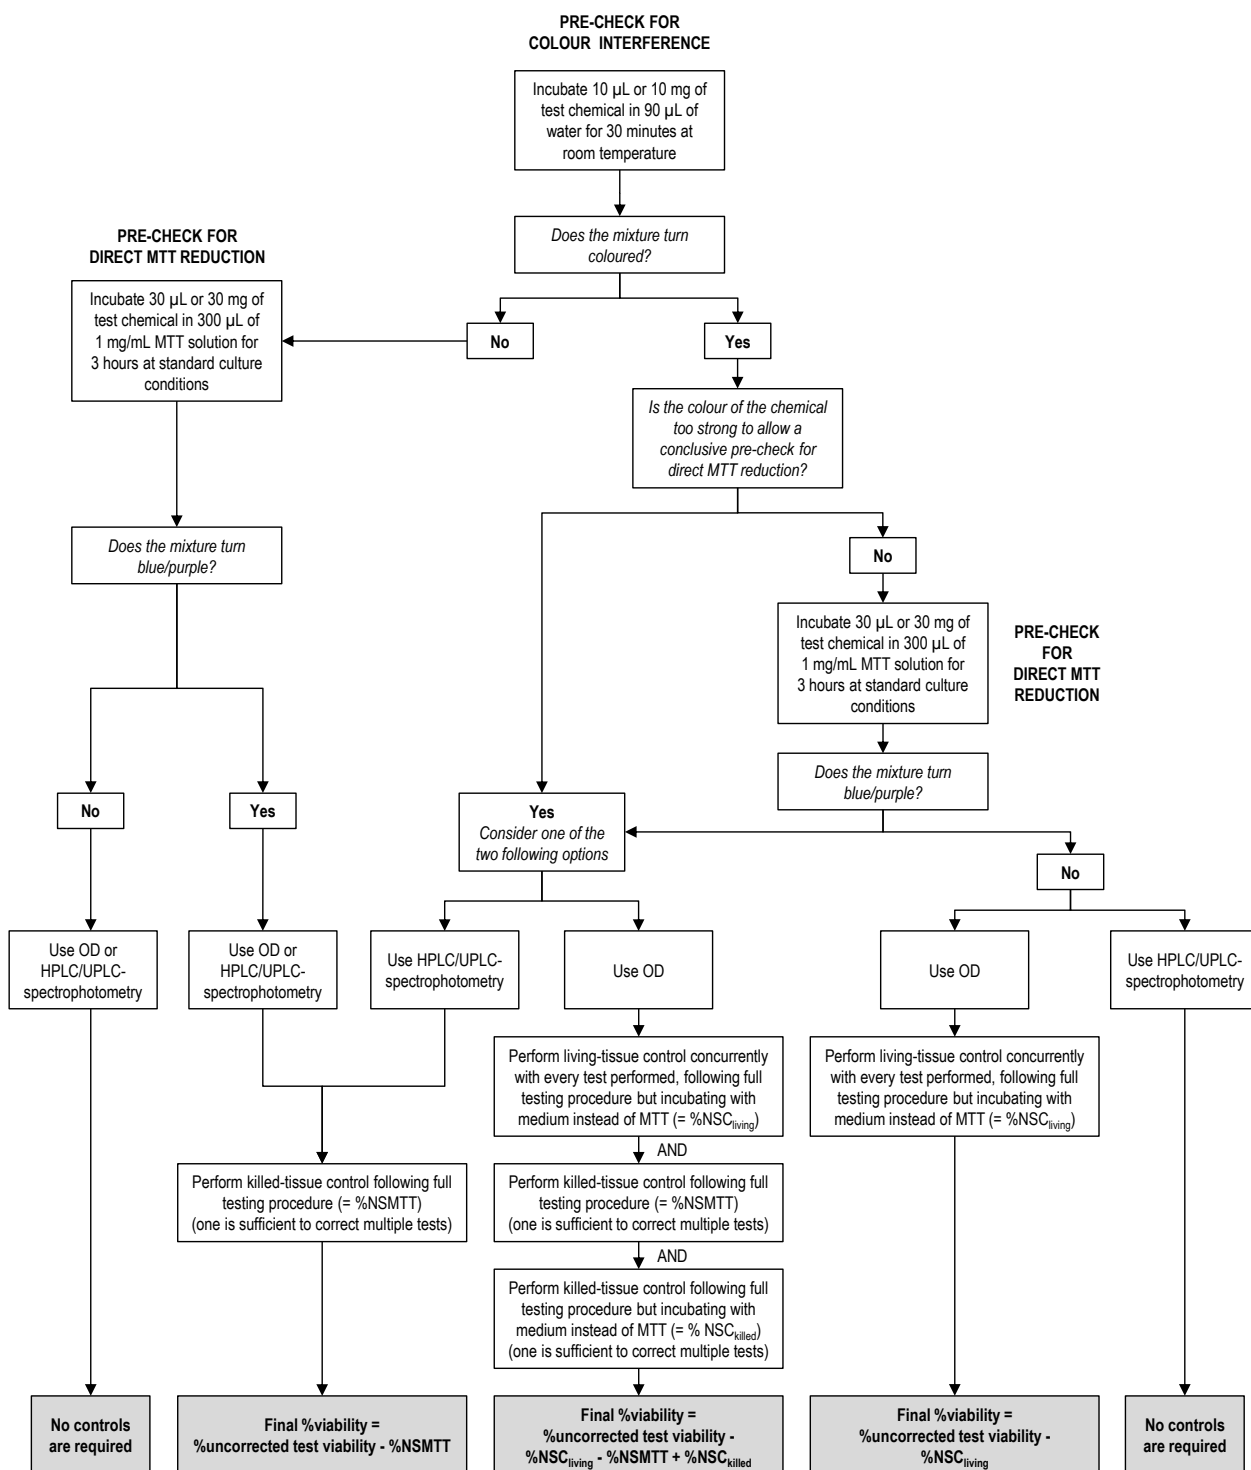 PRE-CHECK FOR
COLOUR INTERFERENCE
Incubate 10 µL or 10 mg of
test chemical in 90 µL of
water for 30 minutes at
room temperature
Does the mixture turn
coloured?
No
Yes
PRE-CHECK FOR
DIRECT MTT REDUCTION
Incubate 30 µL or 30 mg of
test chemical in 300 µL of
1 mg/mL MTT solution for
3 hours at standard culture
conditions
Is the colour of the chemical
too strong to allow a
conclusive pre-check for
direct MTT reduction?
Does the mixture turn
blue/purple?
No
Incubate 30 µL or 30 mg of
test chemical in 300 µL of
1 mg/mL MTT solution for
3 hours at standard culture
conditions
PRE-CHECK
FOR
DIRECT MTT
REDUCTION
Does the mixture turn
blue/purple?
No
Yes
Yes
Consider one of the
two following options
No
Use OD or
HPLC/UPLC-
spectrophotometry
Use OD or
HPLC/UPLC-
spectrophotometry
Use HPLC/UPLC-
spectrophotometry
Use OD
Use OD
Use HPLC/UPLC-
spectrophotometry
Perform living-tissue control concurrently
with every test performed, following full
testing procedure but incubating with
medium instead of MTT (= %NSCliving)
Perform living-tissue control concurrently
with every test performed, following full
testing procedure but incubating with
medium instead of MTT (= %NSCliving)
AND
Perform killed-tissue control following full
testing procedure (= %NSMTT)
(one is sufficient to correct multiple tests)
Perform killed-tissue control following full
testing procedure (= %NSMTT)
(one is sufficient to correct multiple tests)
AND
Perform killed-tissue control following full
testing procedure but incubating with
medium instead of MTT (= % NSCkilled)
(one is sufficient to correct multiple tests)
No controls
are required
Final %viability =
%uncorrected test viability - %NSMTT
Final %viability =
%uncorrected test viability -
%NSCliving - %NSMTT + %NSCkilled
Final %viability =
%uncorrected test viability -
%NSCliving
No controls
are required